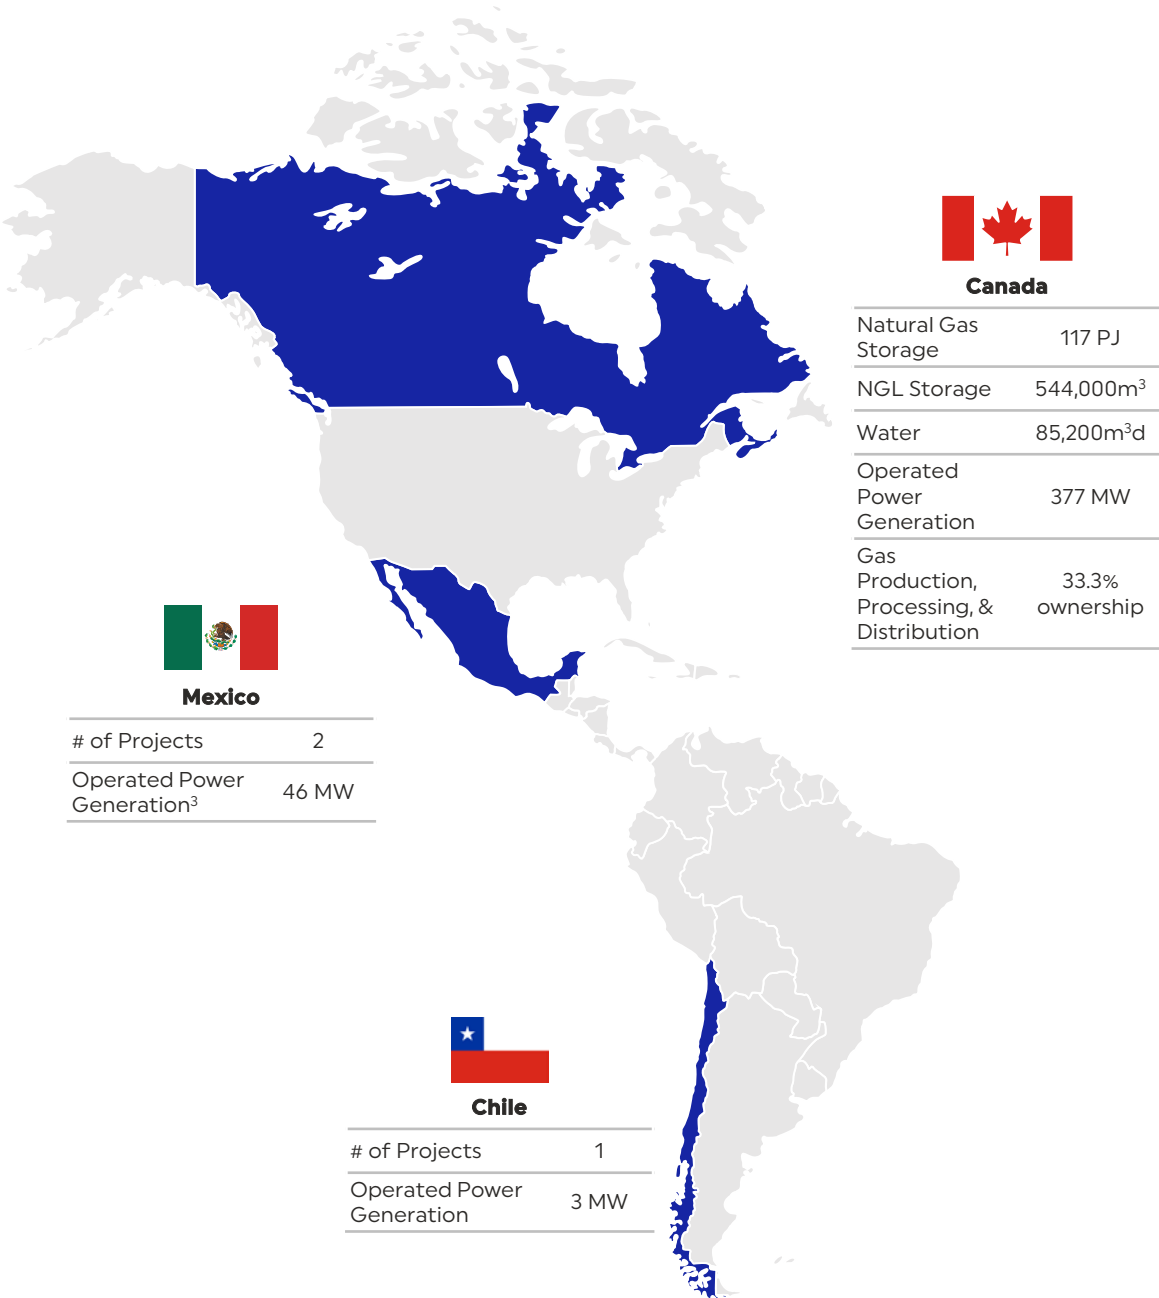 Canada
Natural Gas
Storage
117 PJ
NGL Storage 544,000m³
Water 85,200m³d
Operated
Power
Generation
377 MW
Gas
Production,
Processing, &
Distribution
33.3%
ownership
Mexico
# of Projects 2
Operated Power
Generation³
46 MW
Chile
# of Projects 1
Operated Power
Generation
3 MW